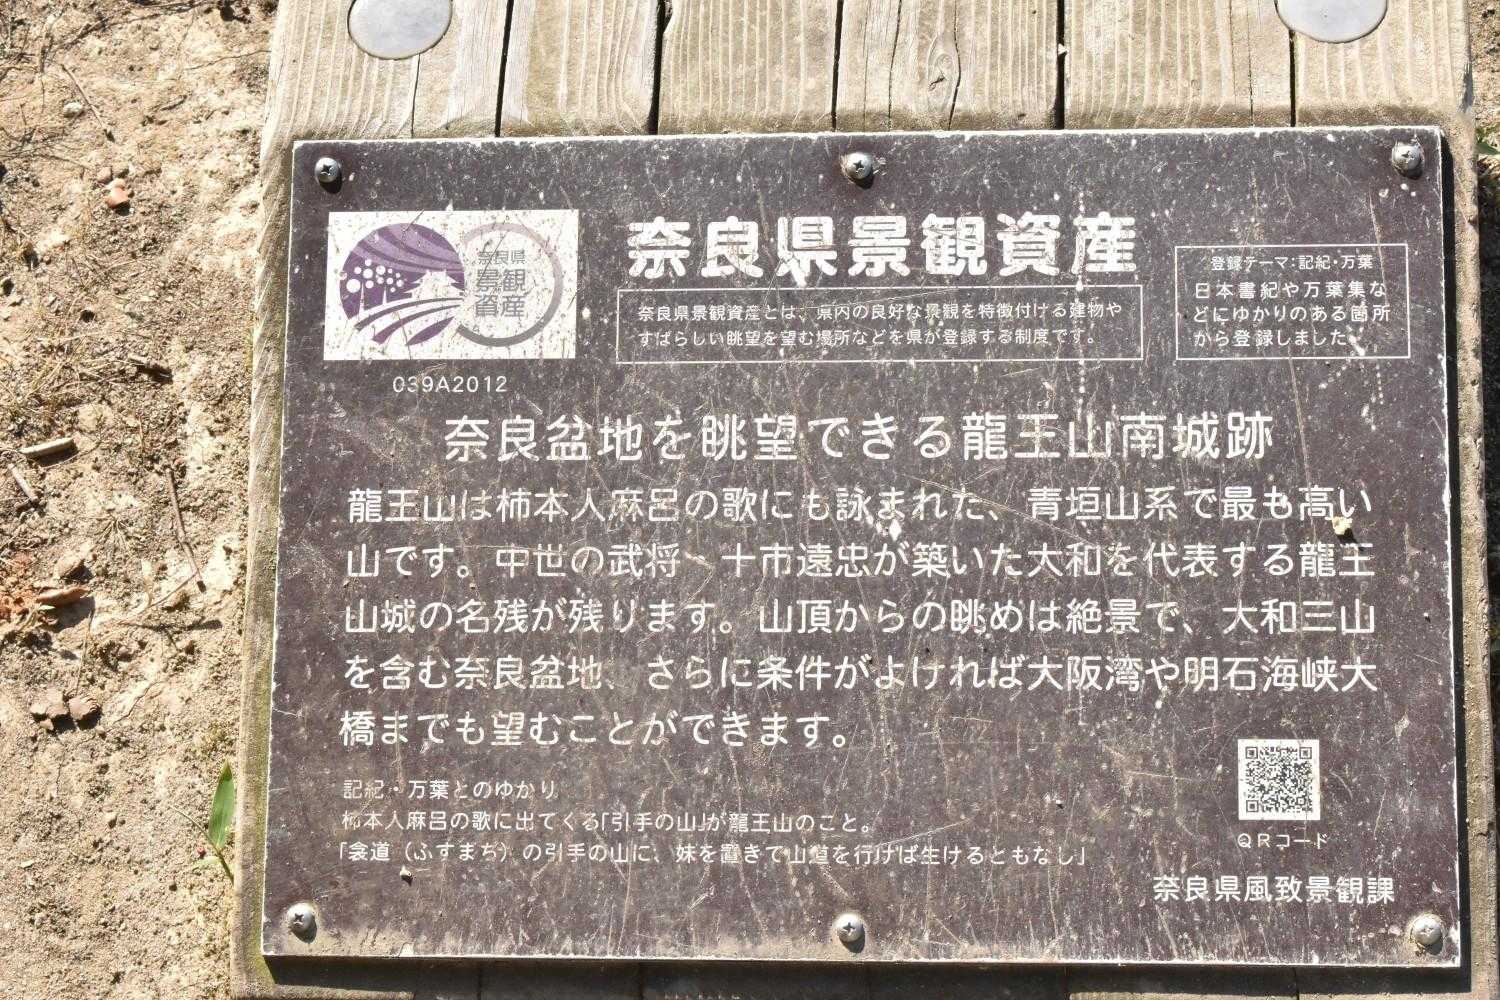 奈良県
景観
資産
039A2012
奈良県景観資産
奈良県景観資産とは、県内の良好な景観を特徴付ける建物や
すばらしい眺望を望む場所などを県が登録する制度です。
登録テーマ:記紀・万葉
日本書紀や万葉集な
どにゆかりのある箇所
から登録しました。
奈良盆地を眺望できる龍王山南城跡
龍王山は柿本人麻呂の歌にも詠まれた、青垣山系で最も高い
山です。中世の武将、十市遠忠が築いた大和を代表する龍王
山城の名残が残ります。山頂からの眺めは絶景で、大和三山
を含む奈良盆地、さらに条件がよければ大阪湾や明石海峡大
橋までも望むことができます。
記紀・万葉とのゆかり
柿本人麻呂の歌に出てくる「引手の山」が龍王山のこと。
「衾道（ふすまぢ）の引手の山に、妹を置きて山道を行けば生けるともなし」
QRコード
奈良県風致景観課